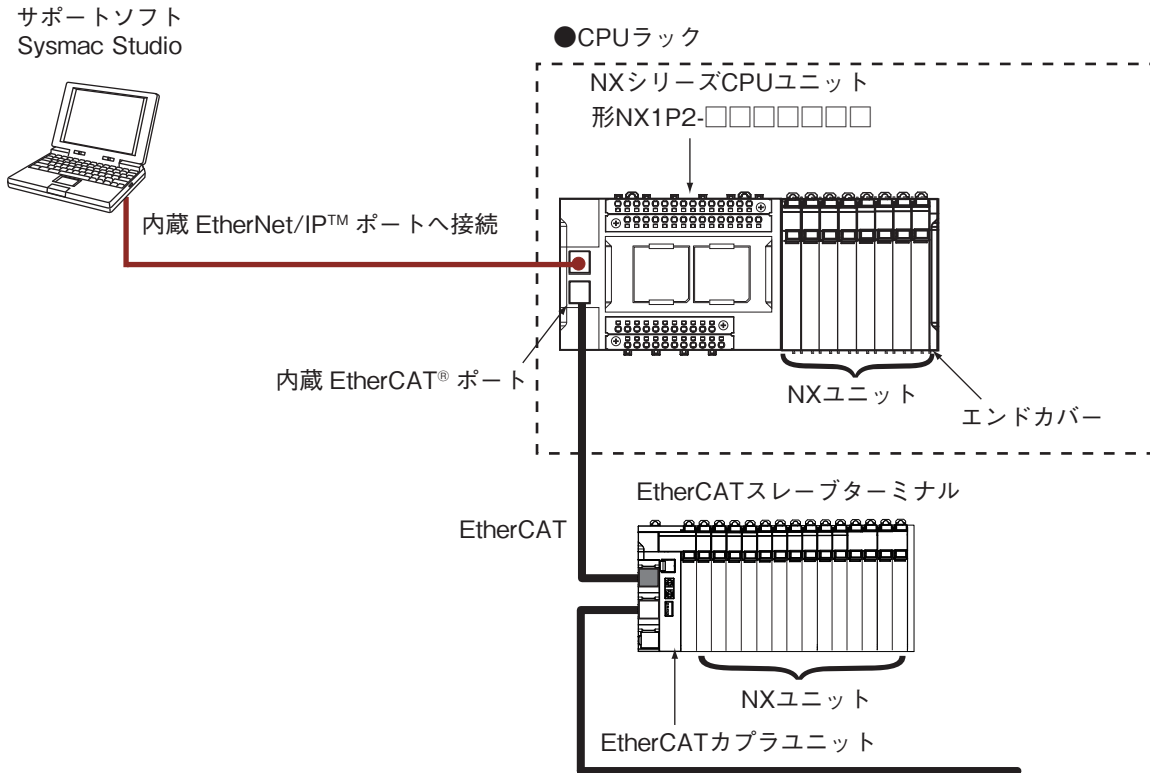 サポートソフト
Sysmac Studio
●CPUラック
NXシリーズCPUユニット
形NX1P2-□□□□□□□
内蔵 EtherNet/IP™ ポートへ接続
内蔵 EtherCAT® ポート
NXユニット
エンドカバー
EtherCATスレーブターミナル
EtherCAT
NXユニット
EtherCATカプラユニット